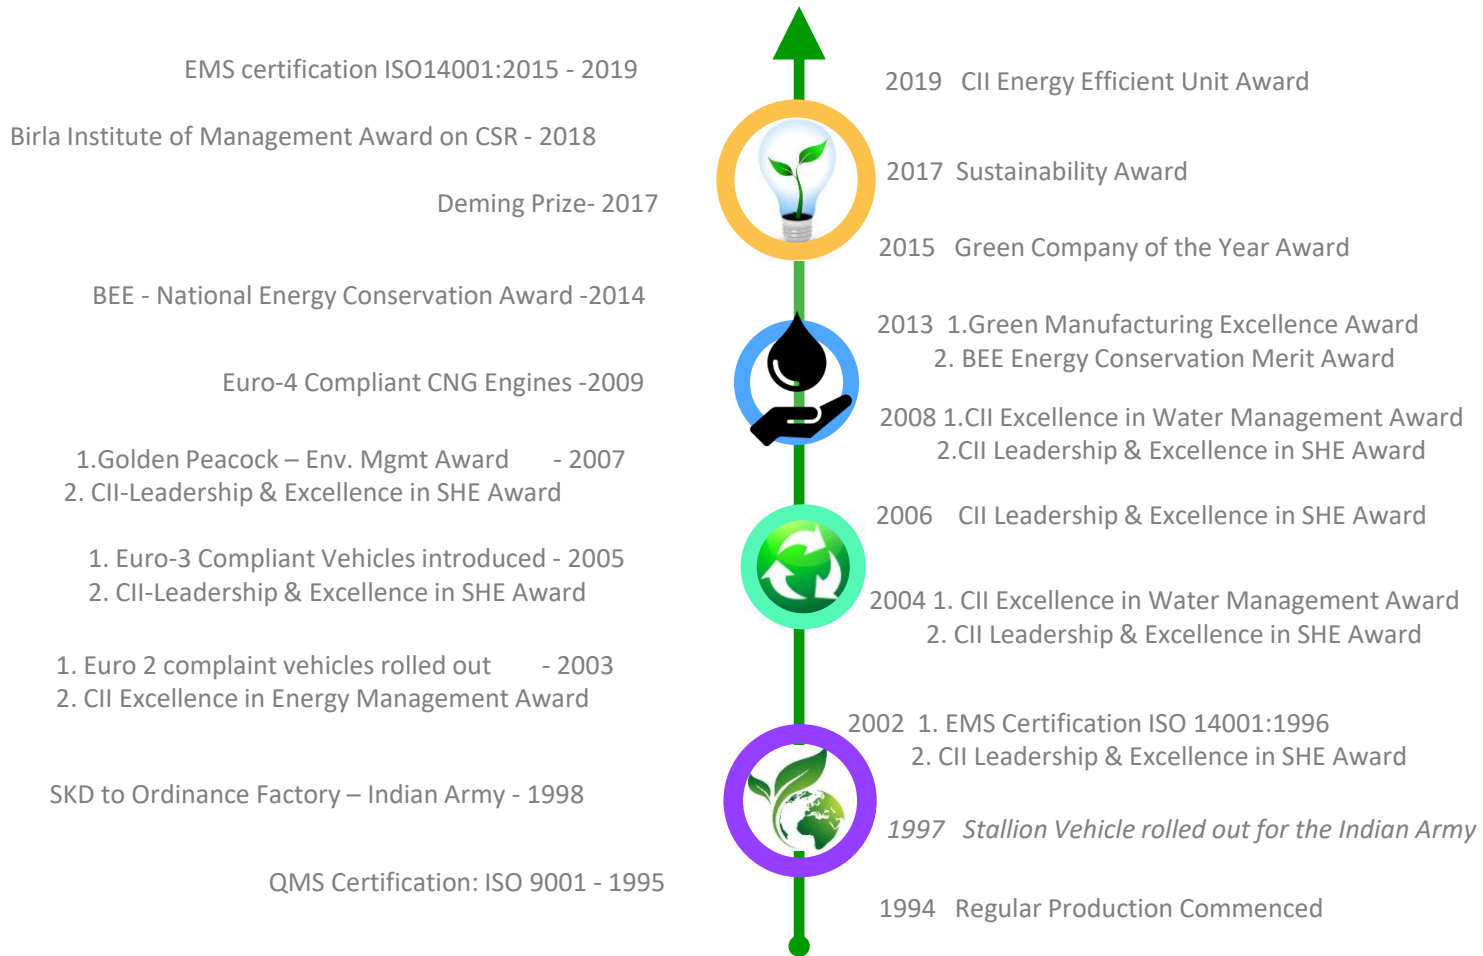 EMS certification ISO14001:2015 - 2019
2019 CII Energy Efficient Unit Award
Birla Institute of Management Award on CSR - 2018
2017 Sustainability Award
Deming Prize- 2017
2015 Green Company of the Year Award
BEE - National Energy Conservation Award -2014
2013 1.Green Manufacturing Excellence Award
2. BEE Energy Conservation Merit Award
Euro-4 Compliant CNG Engines -2009
2008 1.CII Excellence in Water Management Award
2.CII Leadership & Excellence in SHE Award
1.Golden Peacock – Env. Mgmt Award - 2007
2. CII-Leadership & Excellence in SHE Award
2006 CII Leadership & Excellence in SHE Award
1. Euro-3 Compliant Vehicles introduced - 2005
2. CII-Leadership & Excellence in SHE Award
2004 1. CII Excellence in Water Management Award
2. CII Leadership & Excellence in SHE Award
1. Euro 2 complaint vehicles rolled out - 2003
2. CII Excellence in Energy Management Award
2002 1. EMS Certification ISO 14001:1996
2. CII Leadership & Excellence in SHE Award
SKD to Ordinance Factory – Indian Army - 1998
1997 Stallion Vehicle rolled out for the Indian Army
QMS Certification: ISO 9001 - 1995
1994 Regular Production Commenced